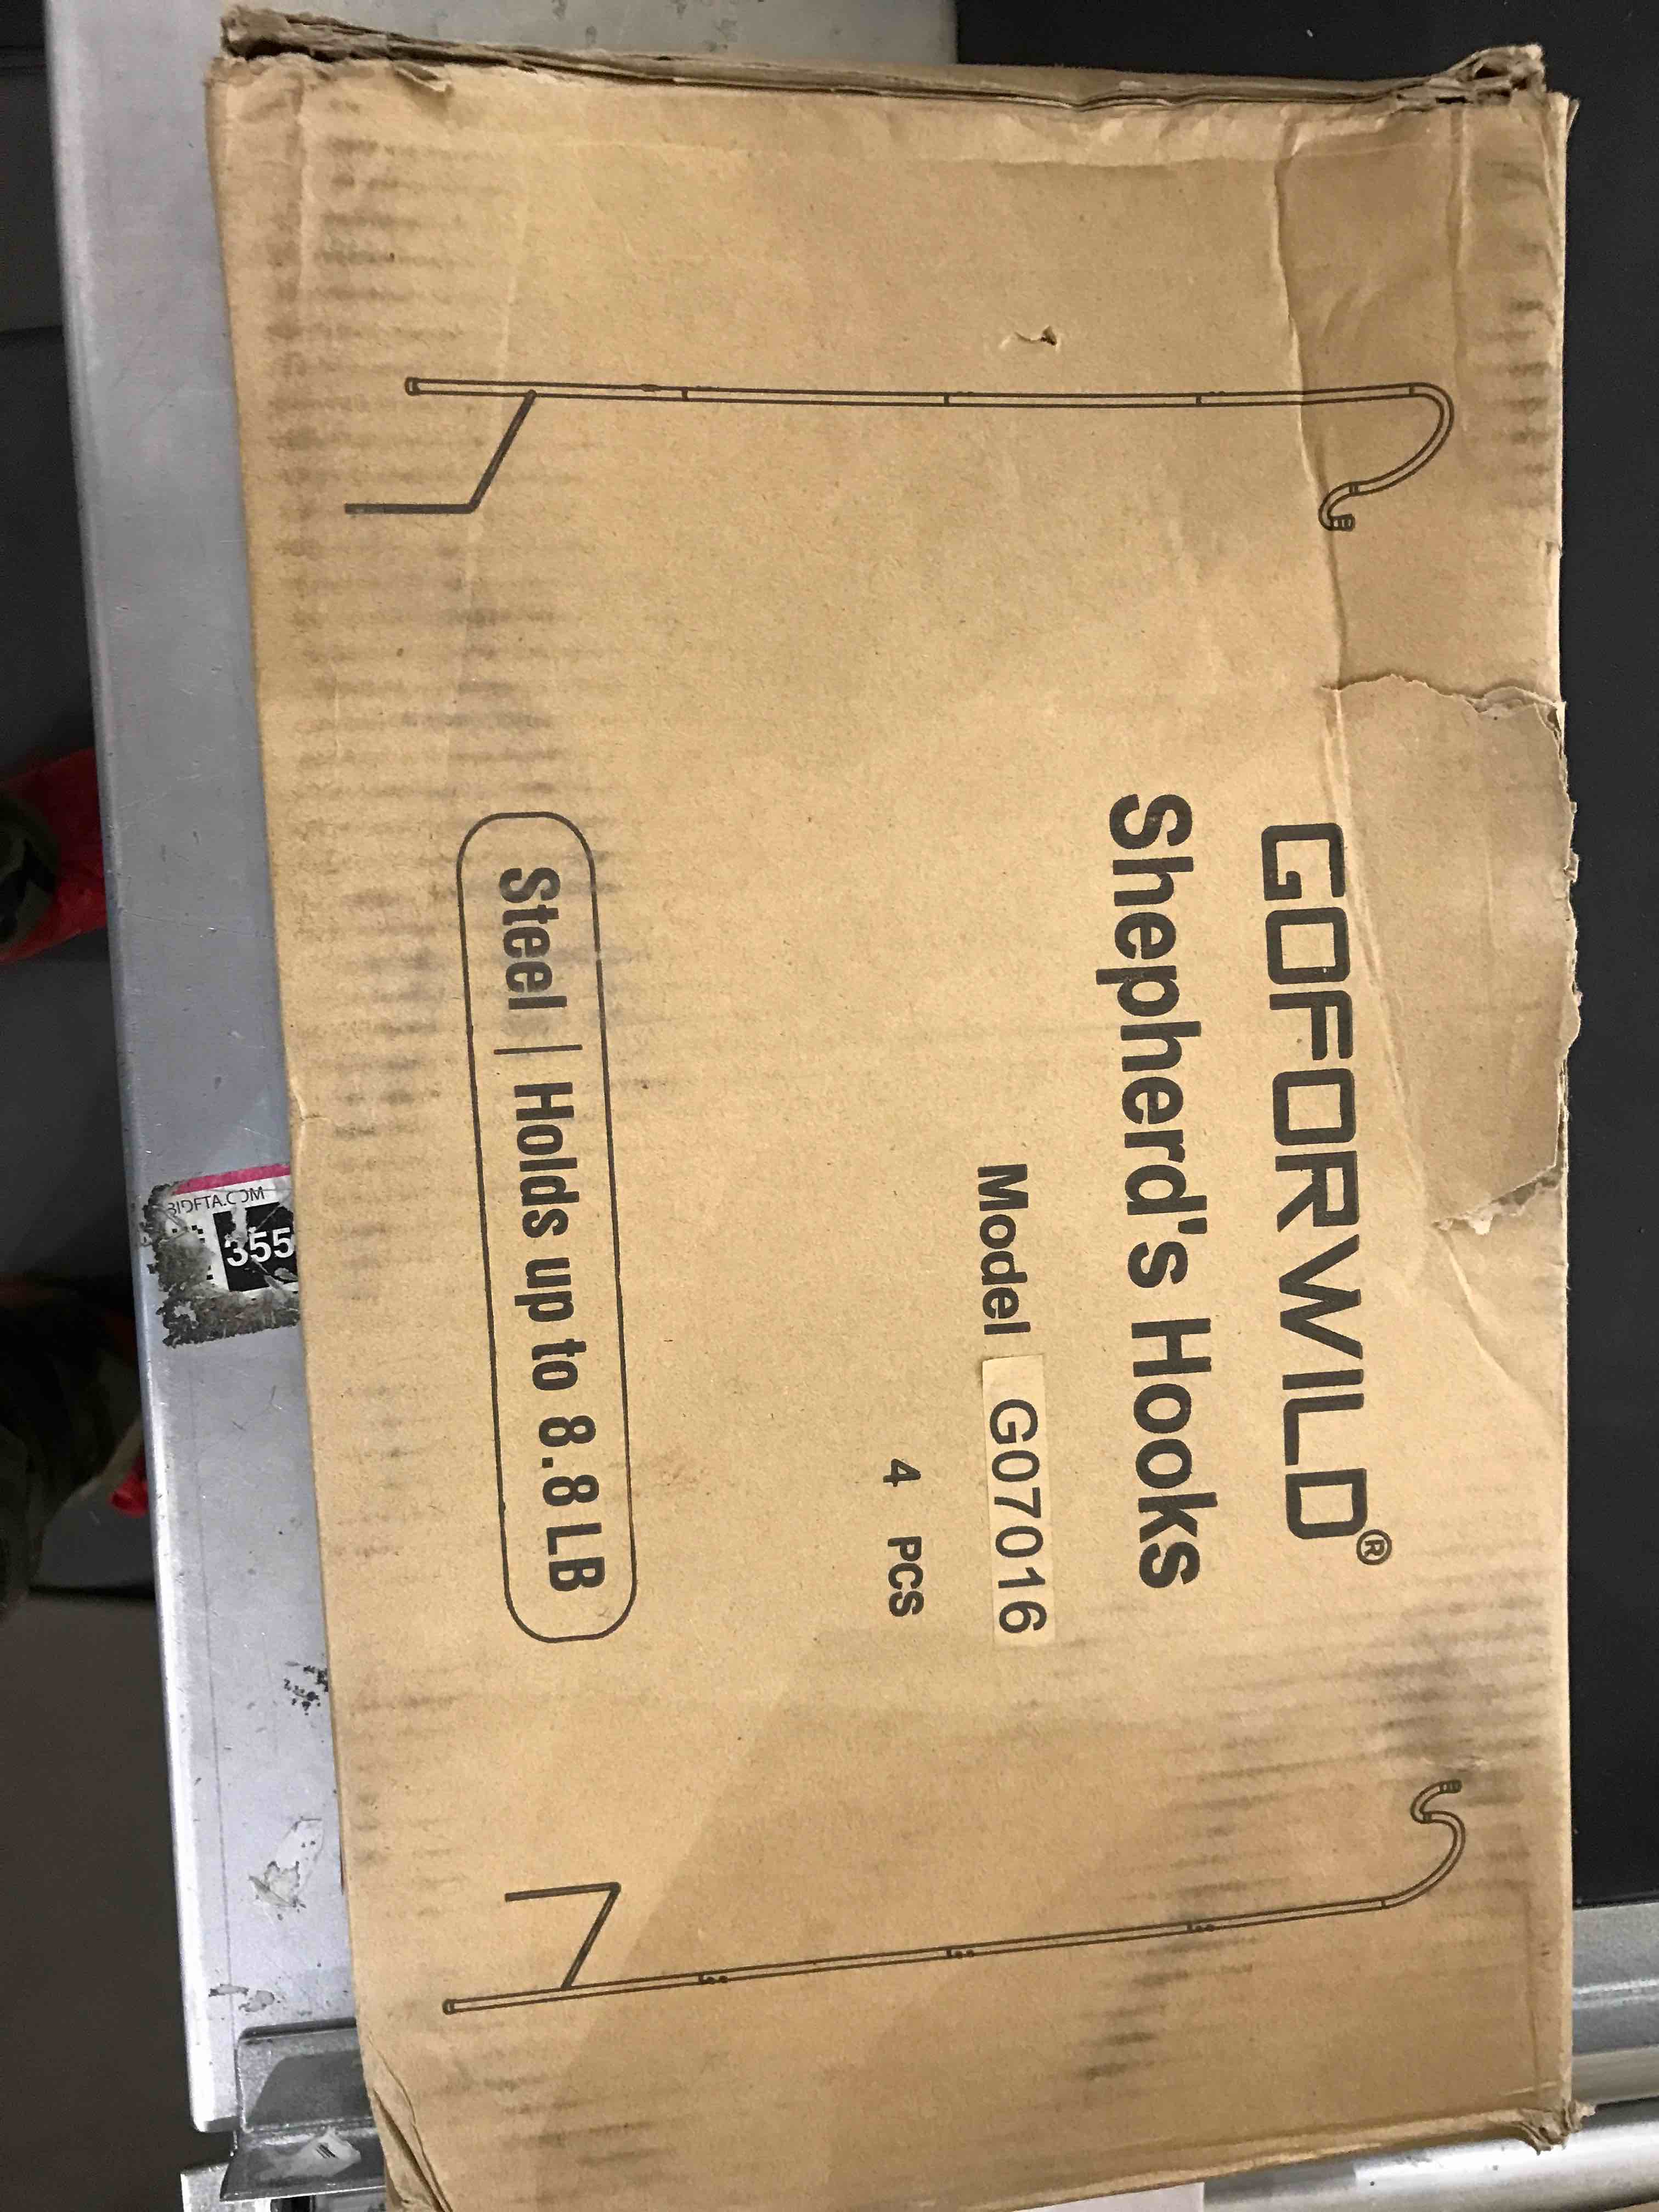 GOFORWILD®
Shepherd's Hooks
Model G07016
4 PCS
Steel | Holds up to 8.8 LB
BIDFTA.COM
355